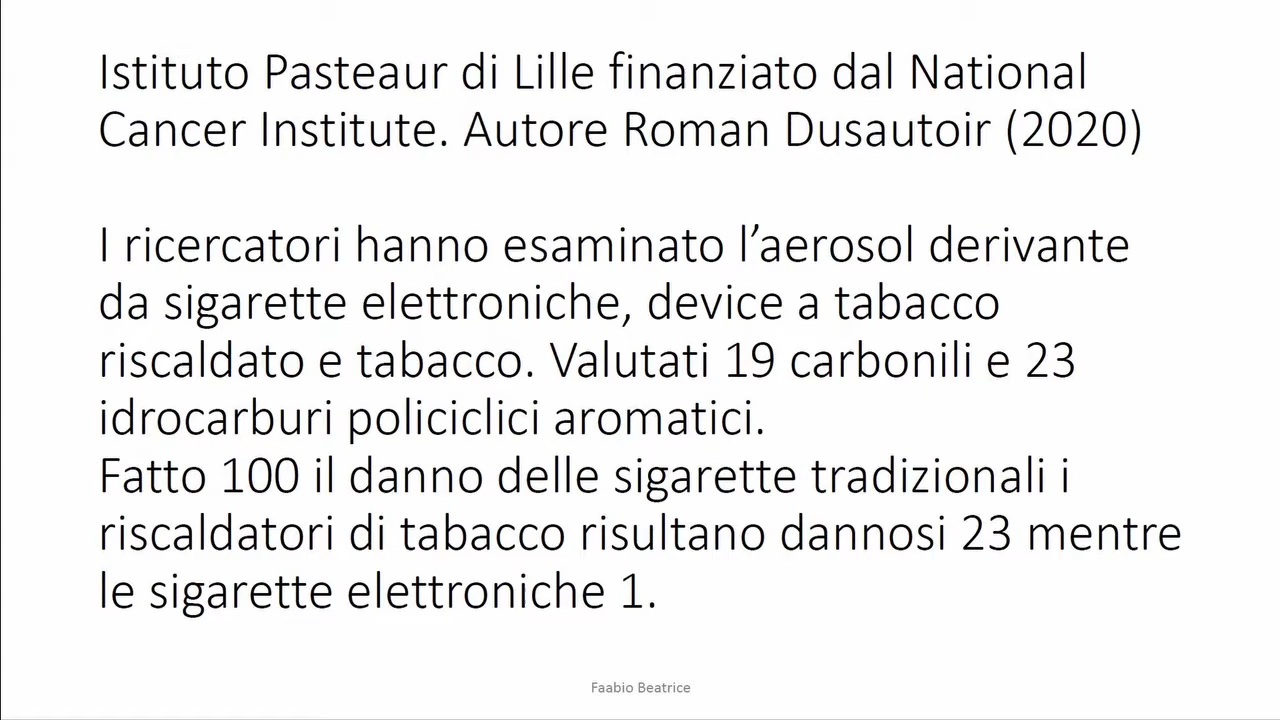 Istituto Pasteaur di Lille finanziato dal National
Cancer Institute. Autore Roman Dusautoir (2020)
I ricercatori hanno esaminato l’aerosol derivante
da sigarette elettroniche, device a tabacco
riscaldato e tabacco. Valutati 19 carbonili e 23
idrocarburi policiclici aromatici.
Fatto 100 il danno delle sigarette tradizionali i
riscaldatori di tabacco risultano dannosi 23 mentre
le sigarette elettroniche 1.
Faabio Beatrice